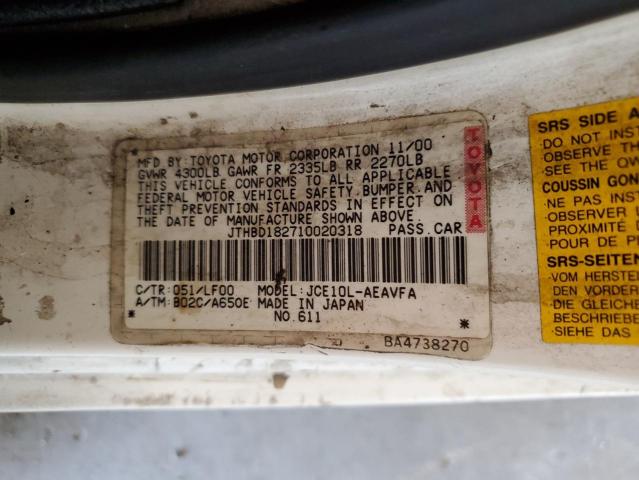 MFD BY: TOYOTA MOTOR CORPORATION 11/00
GVWR 4300LB GAWR FR 2335LB RR 2270LB
THIS VEHICLE CONFORMS TO ALL APPLICABLE
FEDERAL MOTOR VEHICLE SAFETY, BUMPER, AND
THEFT PREVENTION STANDARDS IN EFFECT ON
THE DATE OF MANUFACTURE SHOWN ABOVE.
JTHBD182710020318 PASS. CAR
TOYOTA
C/TR: 051/LF00 MODEL: JCE10L-AEAVFA
A/TM: B02C/A650E MADE IN JAPAN
* NO. 611 *
BA4738270
SRS SIDE A
DO NOT INS
OBSERVE TH
SEE THE OW
COUSSIN GON
NE PAS INST
OBSERVER
PROXIMITÉ D
POUR DE PR
SRS-SEITEN-
VOM HERSTE
DEN VORDER
DIE GLEICHE
BESCHRIEBE
SIEHE DAS